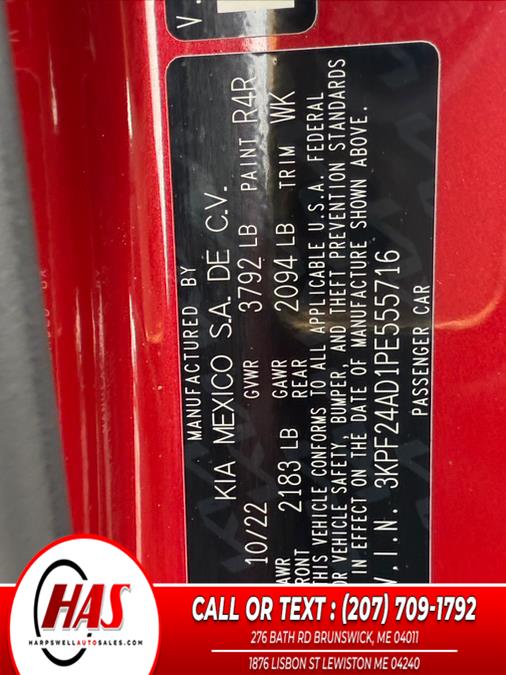 V.
MANUFACTURED BY
KIA MEXICO S.A. DE C.V.
10/22 GVWR 3792 LB PAINT R4R
GAWR GAWR
FRONT 2183 LB REAR 2094 LB TRIM WK
THIS VEHICLE CONFORMS TO ALL APPLICABLE U.S.A. FEDERAL
OR VEHICLE SAFETY, BUMPER, AND THEFT PREVENTION STANDARDS
IN EFFECT ON THE DATE OF MANUFACTURE SHOWN ABOVE.
V.I.N. 3KPF24AD1PE555716
PASSENGER CAR
HAS
HARPSWELLAUTOSALES.COM
CALL OR TEXT : (207) 709-1792
276 BATH RD BRUNSWICK, ME 04011
1876 LISBON ST LEWISTON ME 04240